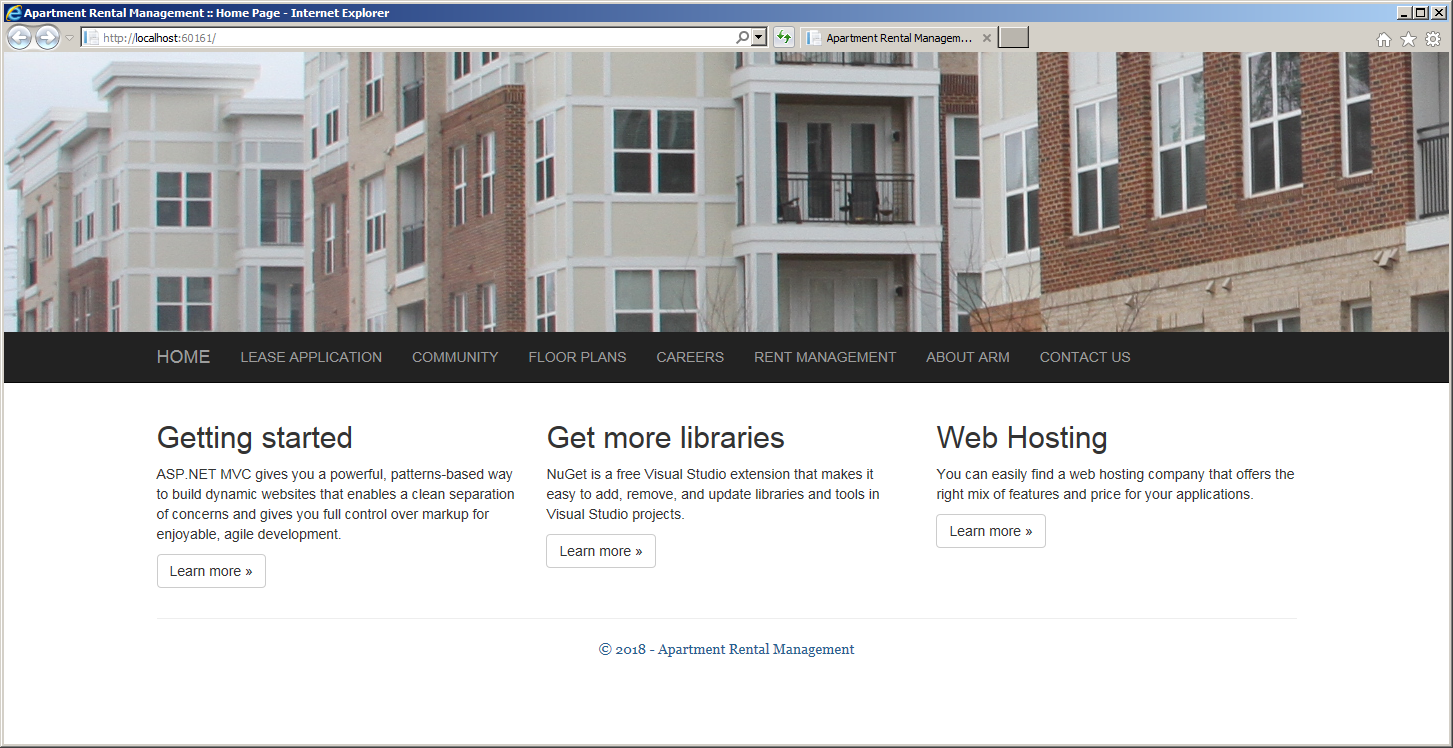 Apartment Rental Management :: Home Page - Internet Explorer
http://localhost:60161/
Apartment Rental Managem...
HOME LEASE APPLICATION COMMUNITY FLOOR PLANS CAREERS RENT MANAGEMENT ABOUT ARM CONTACT US
Getting started
ASP.NET MVC gives you a powerful, patterns-based way
to build dynamic websites that enables a clean separation
of concerns and gives you full control over markup for
enjoyable, agile development.
Learn more »
Get more libraries
NuGet is a free Visual Studio extension that makes it
easy to add, remove, and update libraries and tools in
Visual Studio projects.
Learn more »
Web Hosting
You can easily find a web hosting company that offers the
right mix of features and price for your applications.
Learn more »
© 2018 - Apartment Rental Management